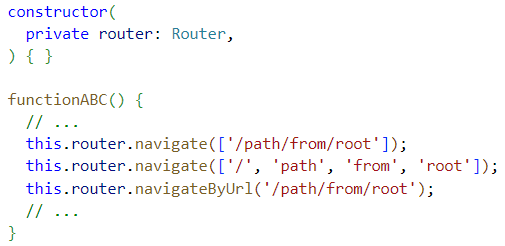 constructor(
  private router: Router,
) { }

functionABC() {
  // ...
  this.router.navigate(['/path/from/root']);
  this.router.navigate(['/', 'path', 'from', 'root']);
  this.router.navigateByUrl('/path/from/root');
  // ...
}